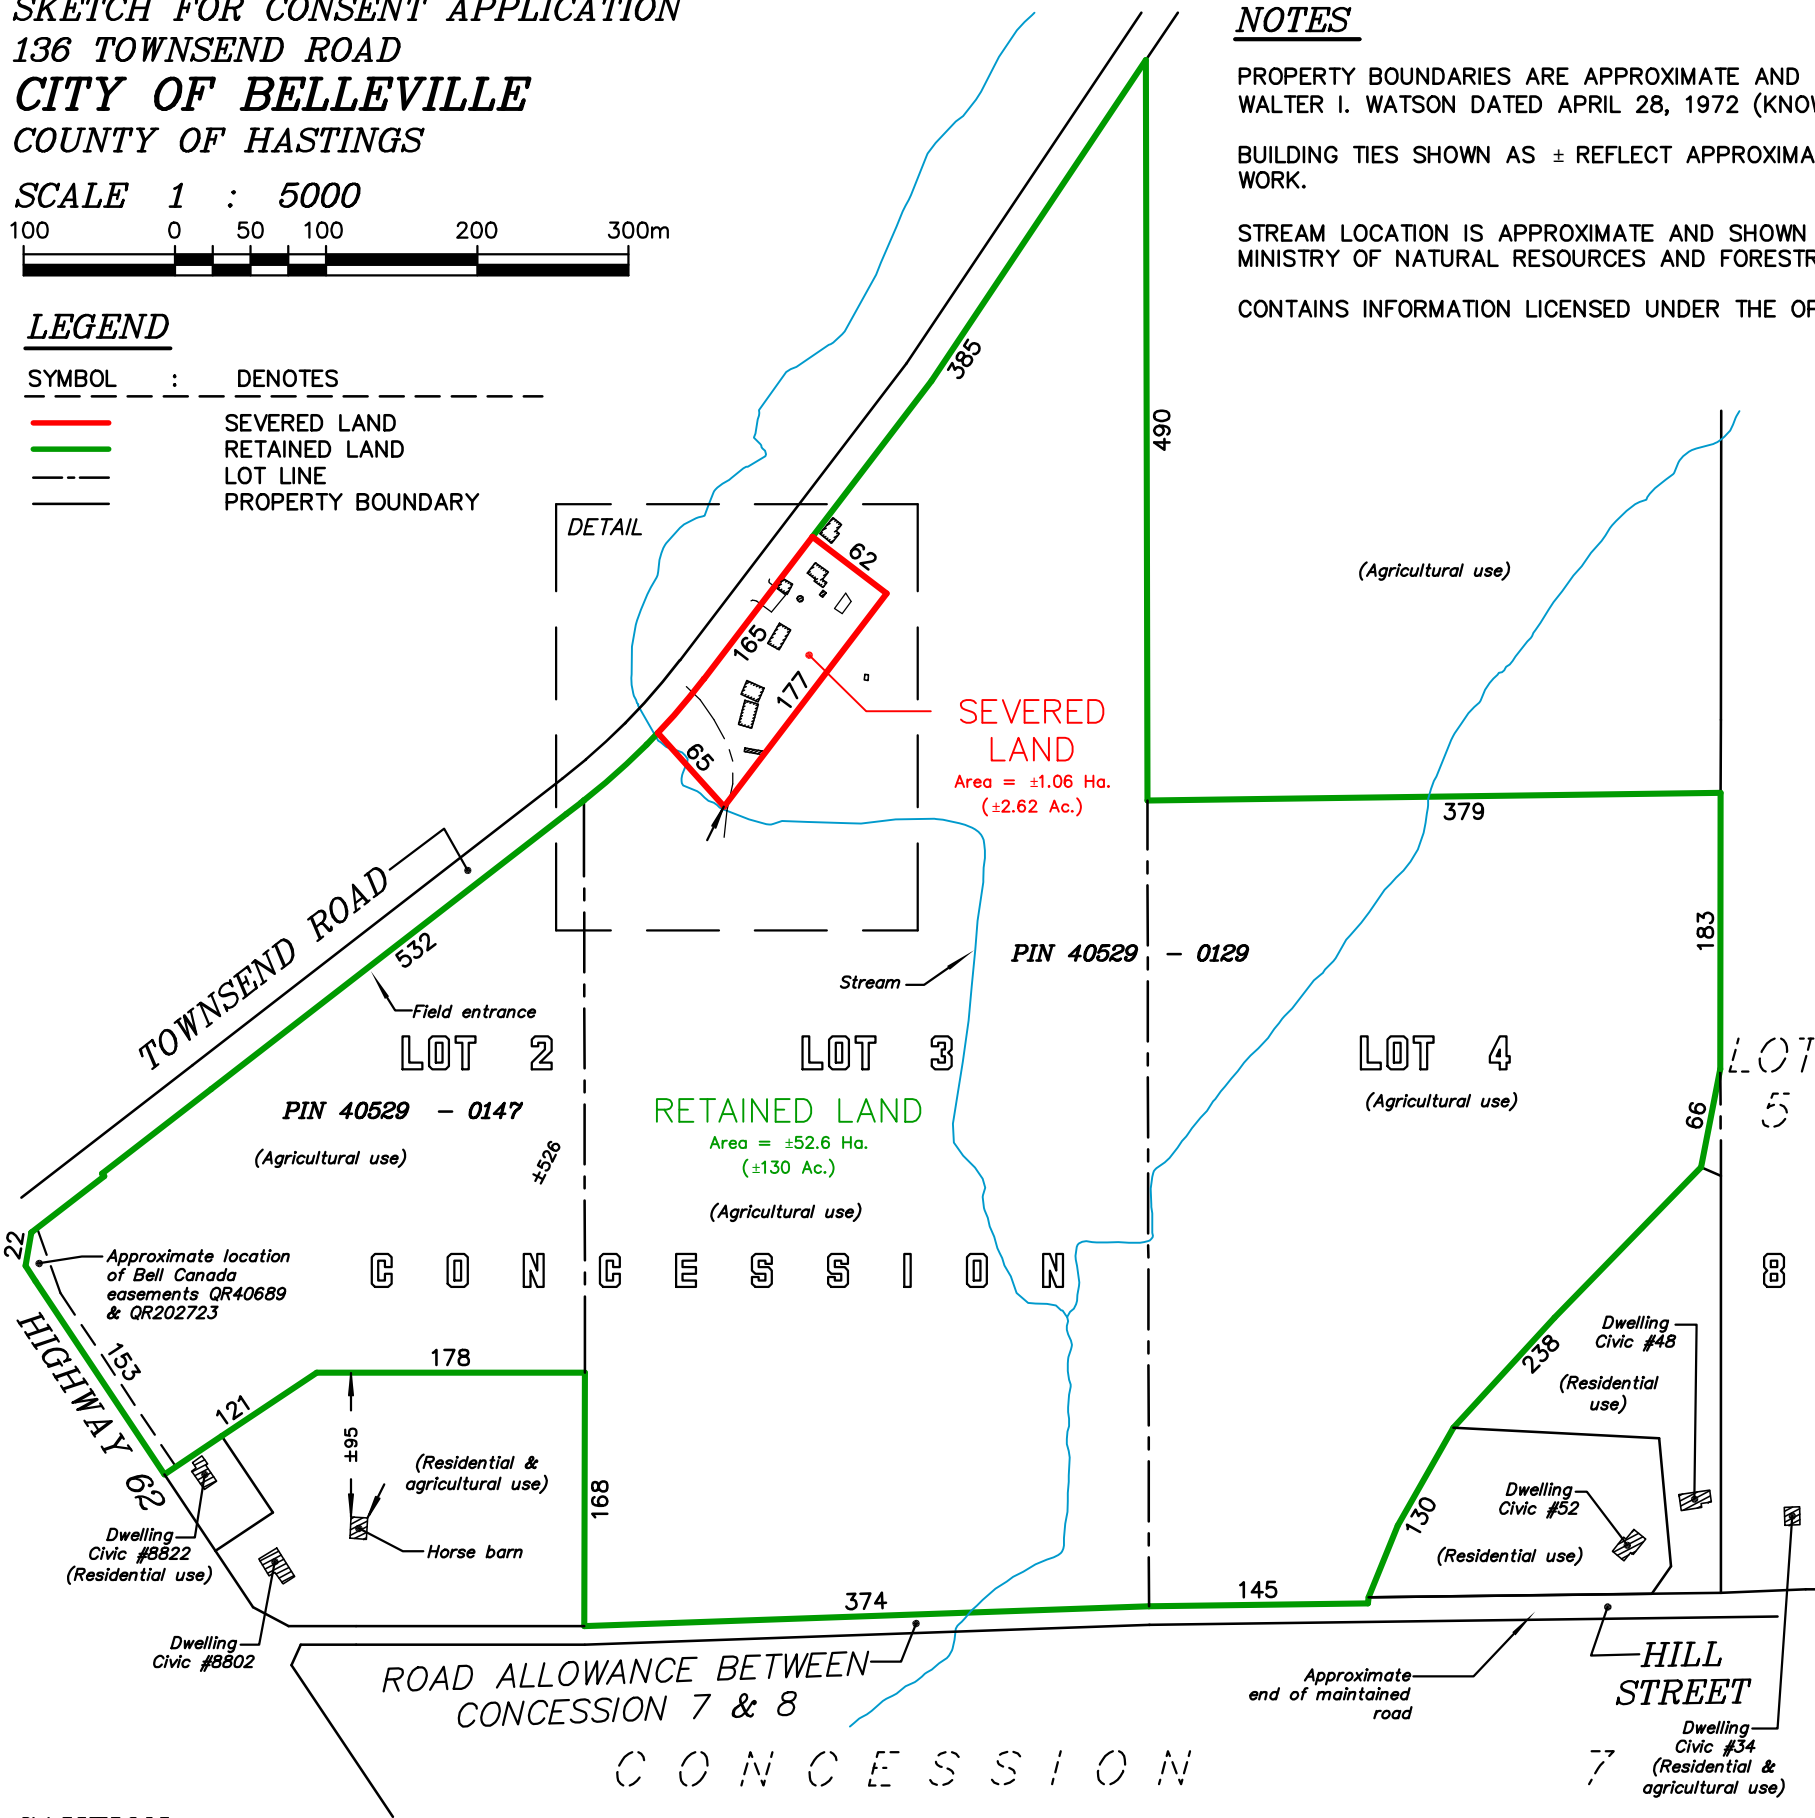 SKETCH FOR CONSENT APPLICATION
136 TOWNSEND ROAD
CITY OF BELLEVILLE
COUNTY OF HASTINGS
SCALE 1 : 5000
100 0 50 100 200 300m
LEGEND
SYMBOL : DENOTES
SEVERED LAND
RETAINED LAND
LOT LINE
PROPERTY BOUNDARY
NOTES
PROPERTY BOUNDARIES ARE APPROXIMATE AND
WALTER I. WATSON DATED APRIL 28, 1972 (KNOW
BUILDING TIES SHOWN AS ± REFLECT APPROXIMA
WORK.
STREAM LOCATION IS APPROXIMATE AND SHOWN
MINISTRY OF NATURAL RESOURCES AND FORESTR
CONTAINS INFORMATION LICENSED UNDER THE OP
385
490
DETAIL
62
(Agricultural use)
165
177
65
SEVERED
LAND
Area = ±1.06 Ha.
(±2.62 Ac.)
379
TOWNSEND ROAD
532
183
PIN 40529 - 0129
Stream
Field entrance
LOT 2
LOT 3
LOT 4
LOT
5
PIN 40529 - 0147
(Agricultural use)
±526
RETAINED LAND
Area = ±52.6 Ha.
(±130 Ac.)
(Agricultural use)
(Agricultural use)
66
22
Approximate location
of Bell Canada
easements QR40689
& QR202723
CONCESSION
8
HIGHWAY 62
153
178
121
±95
(Residential &
agricultural use)
168
Horse barn
Dwelling
Civic #8822
(Residential use)
Dwelling
Civic #8802
238
Dwelling
Civic #48
(Residential
use)
130
Dwelling
Civic #52
(Residential use)
374
145
ROAD ALLOWANCE BETWEEN
CONCESSION 7 & 8
Approximate
end of maintained
road
HILL
STREET
Dwelling
Civic #34
(Residential &
agricultural use)
CONCESSION
7